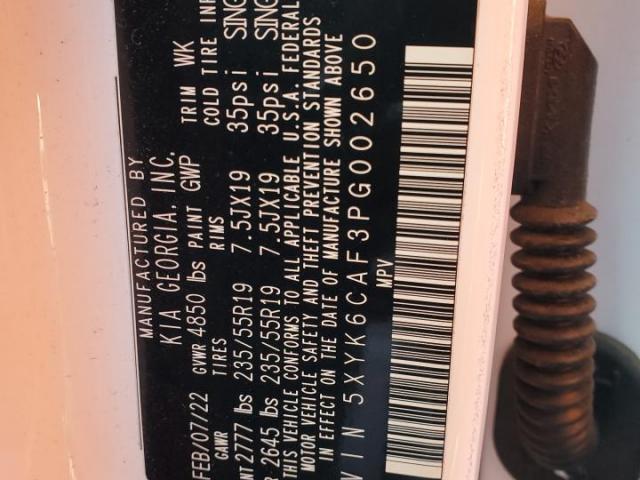 MANUFACTURED BY
KIA GEORGIA, INC.
FEB/07/22 GVWR 4850 lbs PAINT GWP TRIM WK
GAWR TIRES RIMS COLD TIRE INF
NT 2777 lbs 235/55R19 7.5JX19 35psi SING
R 2645 lbs 235/55R19 7.5JX19 35psi SING
THIS VEHICLE CONFORMS TO ALL APPLICABLE U.S.A. FEDERAL
MOTOR VEHICLE SAFETY AND THEFT PREVENTION STANDARDS
IN EFFECT ON THE DATE OF MANUFACTURE SHOWN ABOVE
VIN 5XYK6CAF3PG002650
MPV